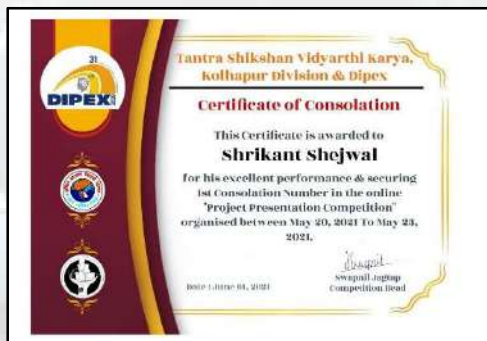 31
DIPEX
Tantra Shikshan Vidyarthi Karya,
Kolhapur Division & Dipex
Certificate of Consolation
This Certificate is awarded to
Shrikant Shejwal
for his excellent performance & securing
1st Consolation Number in the online
"Project Presentation Competition"
organised between May 20, 2021 To May 23,
2021.
Swapnil Jagtap
Competition Head